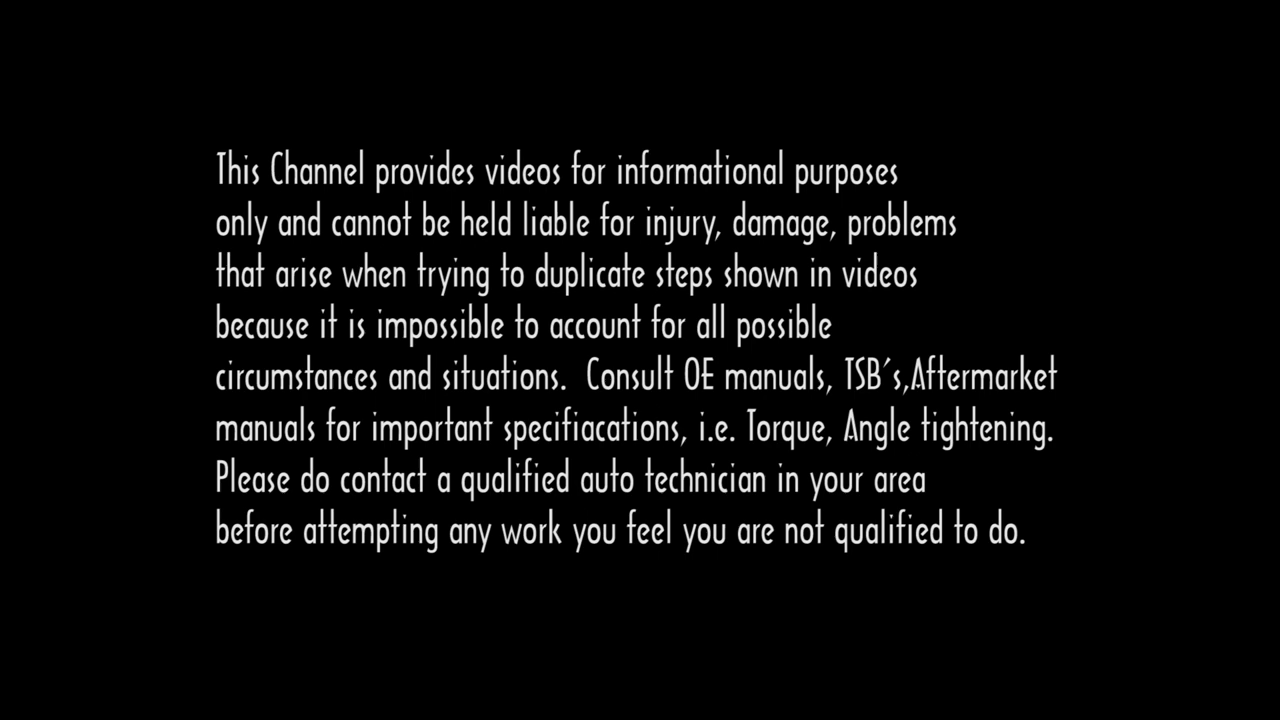 This Channel provides videos for informational purposes
only and cannot be held liable for injury, damage, problems
that arise when trying to duplicate steps shown in videos
because it is impossible to account for all possible
circumstances and situations.  Consult OE manuals, TSB's,Aftermarket
manuals for important specifiacations, i.e. Torque, Angle tightening.
Please do contact a qualified auto technician in your area
before attempting any work you feel you are not qualified to do.